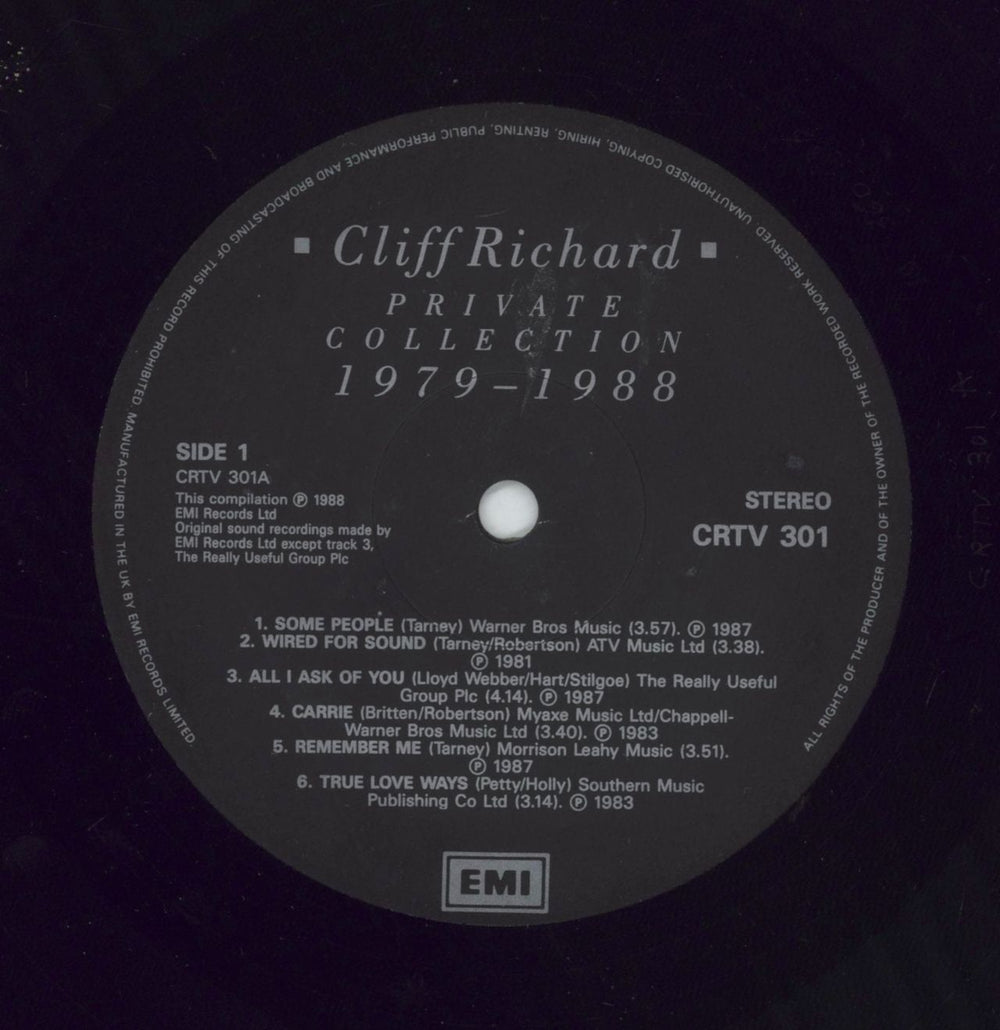 Cliff Richard
PRIVATE
COLLECTION
1979–1988
SIDE 1
CRTV 301A
This compilation ℗ 1988
EMI Records Ltd
Original sound recordings made by
EMI Records Ltd except track 3,
The Really Useful Group Plc
STEREO
CRTV 301
1. SOME PEOPLE (Tarney) Warner Bros Music (3.57). ℗ 1987
2. WIRED FOR SOUND (Tarney/Robertson) ATV Music Ltd (3.38).
℗ 1981
3. ALL I ASK OF YOU (Lloyd Webber/Hart/Stilgoe) The Really Useful
Group Plc (4.14). ℗ 1987
4. CARRIE (Britten/Robertson) Myaxe Music Ltd/Chappell-
Warner Bros Music Ltd (3.40). ℗ 1983
5. REMEMBER ME (Tarney) Morrison Leahy Music (3.51).
℗ 1987
6. TRUE LOVE WAYS (Petty/Holly) Southern Music
Publishing Co Ltd (3.14). ℗ 1983
EMI
ALL RIGHTS OF THE PRODUCER AND OF THE OWNER OF THE RECORDED WORK RESERVED. UNAUTHORISED COPYING, HIRING, RENTING, PUBLIC PERFORMANCE AND BROADCASTING OF THIS RECORD PROHIBITED. MANUFACTURED IN THE UK BY EMI RECORDS LIMITED
CRTV 301